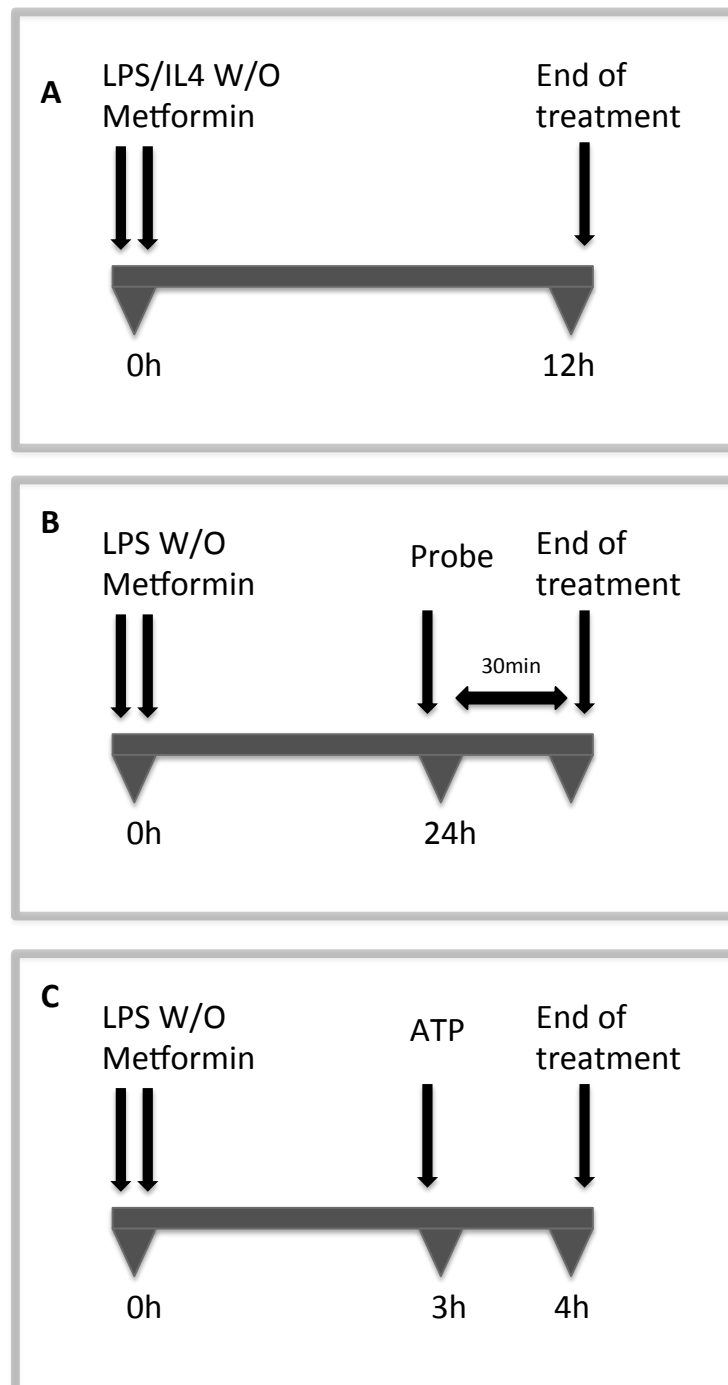 A
LPS/IL4 W/O
Metformin
End of
treatment
0h
12h
B
LPS W/O
Metformin
Probe
End of
treatment
30min
0h
24h
C
LPS W/O
Metformin
ATP
End of
treatment
0h
3h
4h